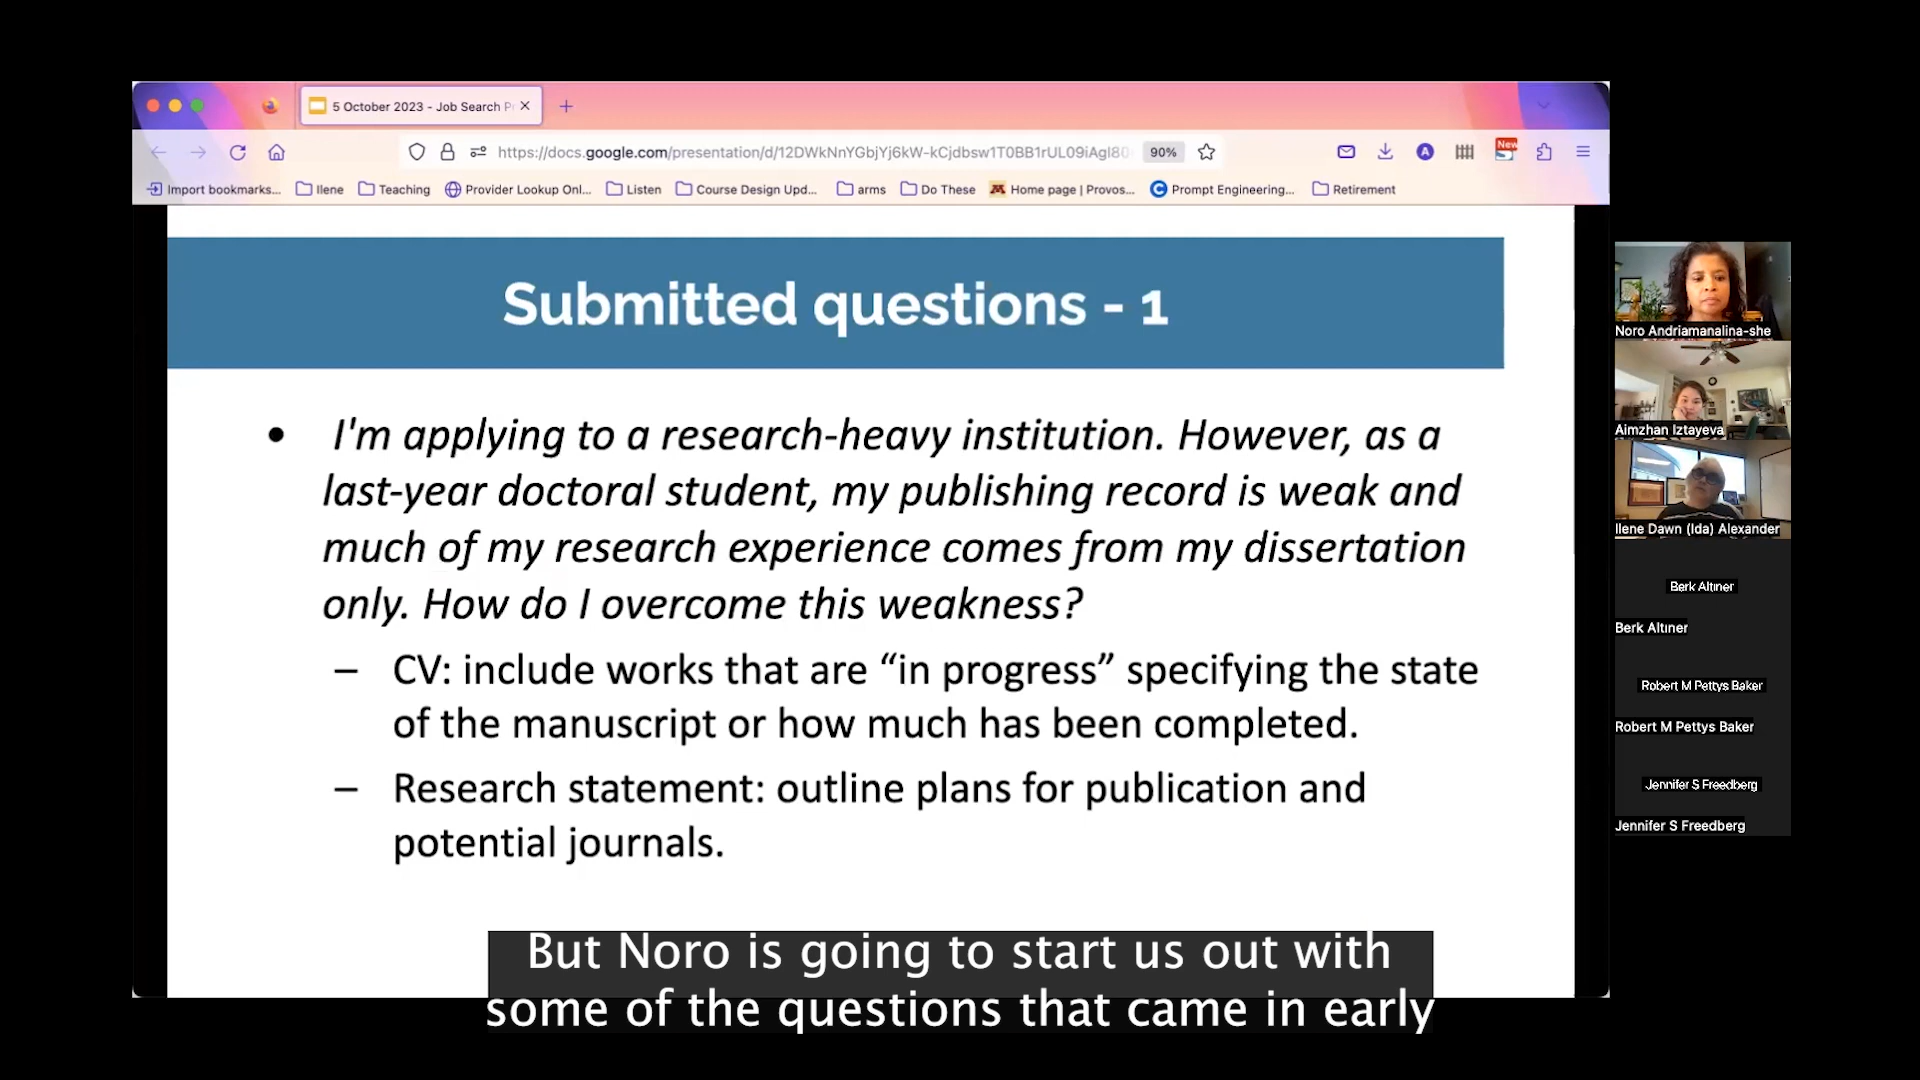 5 October 2023 - Job Search P
https://docs.google.com/presentation/d/12DWkNnYGbjYj6kW-kCjdbsw1T0BB1rUL09iAgI80
90%
New
A
Import bookmarks...
Ilene
Teaching
Provider Lookup Onl...
Listen
Course Design Upd...
arms
Do These
Home page | Provos...
Prompt Engineering...
Retirement
Submitted questions - 1
• I'm applying to a research-heavy institution. However, as a
last-year doctoral student, my publishing record is weak and
much of my research experience comes from my dissertation
only. How do I overcome this weakness?
– CV: include works that are “in progress” specifying the state
of the manuscript or how much has been completed.
– Research statement: outline plans for publication and
potential journals.
But Noro is going to start us out with
some of the questions that came in early
Noro Andriamanalina-she
Aimzhan Iztayeva
Ilene Dawn (Ida) Alexander
Berk Altıner
Berk Altıner
Robert M Pettys Baker
Robert M Pettys Baker
Jennifer S Freedberg
Jennifer S Freedberg